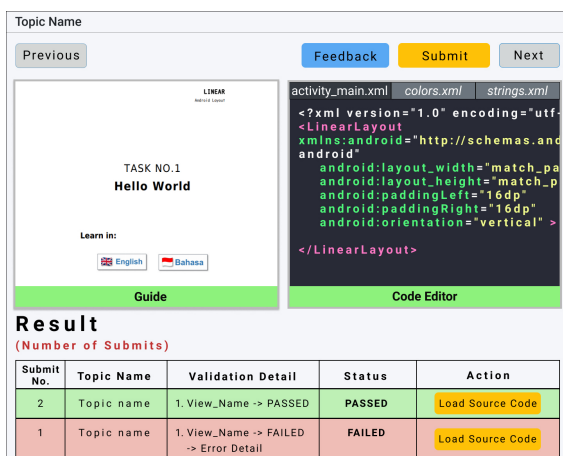 Topic Name
Previous
Feedback
Submit
Next
LINEAR
Android Layout
TASK NO.1
Hello World
Learn in:
English
Bahasa
Guide
activity_main.xml
colors.xml
strings.xml
<?xml version="1.0" encoding="utf-
<LinearLayout
xmlns:android="http://schemas.and
android"
android:layout_width="match_pa
android:layout_height="match_p
android:paddingLeft="16dp"
android:paddingRight="16dp"
android:orientation="vertical" >
</LinearLayout>
Code Editor
Result
(Number of Submits)
Submit No.
Topic Name
Validation Detail
Status
Action
2
Topic name
1. View_Name -> PASSED
PASSED
Load Source Code
1
Topic name
1. View_Name -> FAILED
-> Error Detail
FAILED
Load Source Code